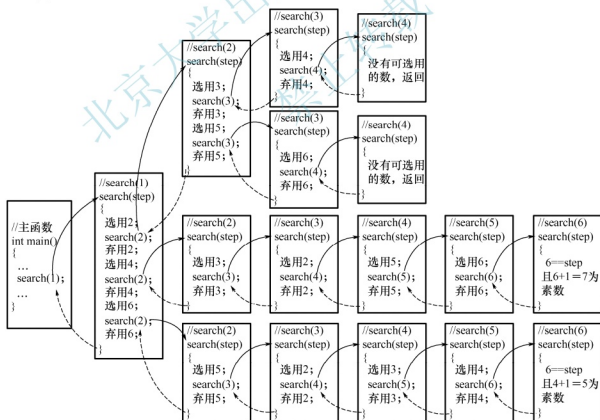 //主函数
int main()
{
…
search(1);
…
}
//search(1)
search(step)
{
选用2;
search(2);
弃用2;
选用4;
search(2);
弃用4;
选用6;
search(2);
弃用6;
}
//search(2)
search(step)
{
选用3;
search(3);
弃用3;
选用5;
search(3);
弃用5;
}
//search(3)
search(step)
{
选用4;
search(4);
弃用4;
}
//search(4)
search(step)
{
没有可选用
的数，返回
}
//search(3)
search(step)
{
选用6;
search(4);
弃用6;
}
//search(4)
search(step)
{
没有可选用
的数，返回
}
//search(2)
search(step)
{
选用3;
search(3);
弃用3;
}
//search(3)
search(step)
{
选用2;
search(4);
弃用2;
}
//search(4)
search(step)
{
选用5;
search(5);
弃用5;
}
//search(5)
search(step)
{
选用6;
search(6);
弃用6;
}
//search(6)
search(step)
{
6==step
且6+1=7为
素数
}
//search(2)
search(step)
{
选用5;
search(3);
弃用5;
}
//search(3)
search(step)
{
选用2;
search(4);
弃用2;
}
//search(4)
search(step)
{
选用3;
search(5);
弃用3;
}
//search(5)
search(step)
{
选用4;
search(6);
弃用4;
}
//search(6)
search(step)
{
6==step
且4+1=5为
素数
}
北京大学出
禁止转载